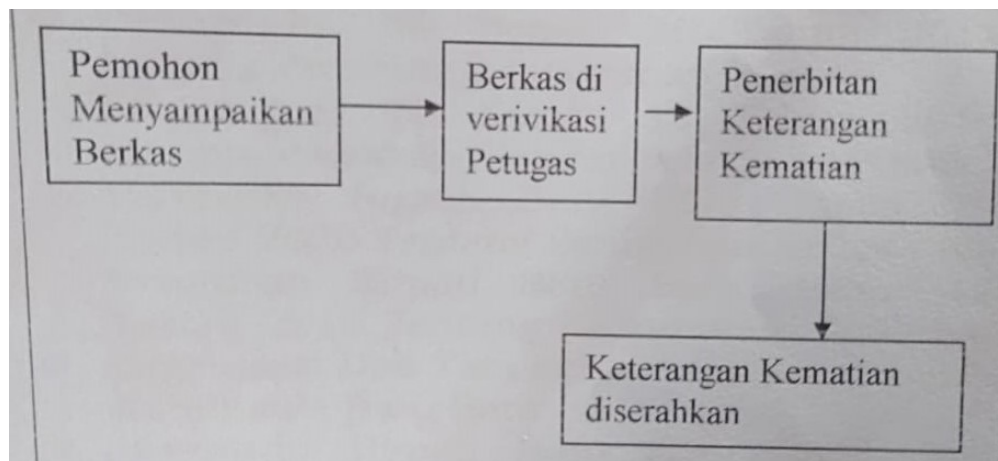 Pemohon
Menyampaikan
Berkas
Berkas di
verivikasi
Petugas
Penerbitan
Keterangan
Kematian
Keterangan Kematian
diserahkan